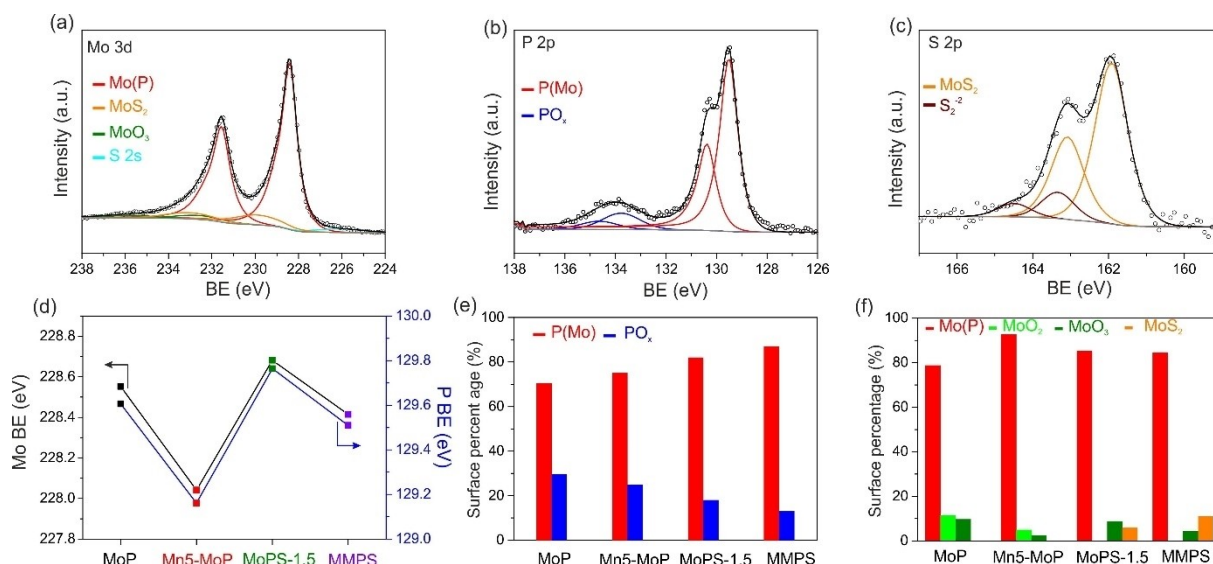 (a)
Mo 3d
Mo(P)
MoS₂
MoO₃
S 2s
Intensity (a.u.)
238 236 234 232 230 228 226 224
BE (eV)
(b)
P 2p
P(Mo)
POₓ
Intensity (a.u.)
138 136 134 132 130 128 126
BE (eV)
(c)
S 2p
MoS₂
S₂⁻²
Intensity (a.u.)
166 164 162 160
BE (eV)
(d)
228.8
228.6
228.4
228.2
228.0
227.8
Mo BE (eV)
130.0
129.8
129.6
129.4
129.2
129.0
P BE (eV)
MoP Mn5-MoP MoPS-1.5 MMPS
(e)
P(Mo) POₓ
100
80
60
40
20
0
Surface percent age (%)
MoP Mn5-MoP MoPS-1.5 MMPS
(f)
Mo(P) MoO₂ MoO₃ MoS₂
100
80
60
40
20
0
Surface percentage (%)
MoP Mn5-MoP MoPS-1.5 MMPS